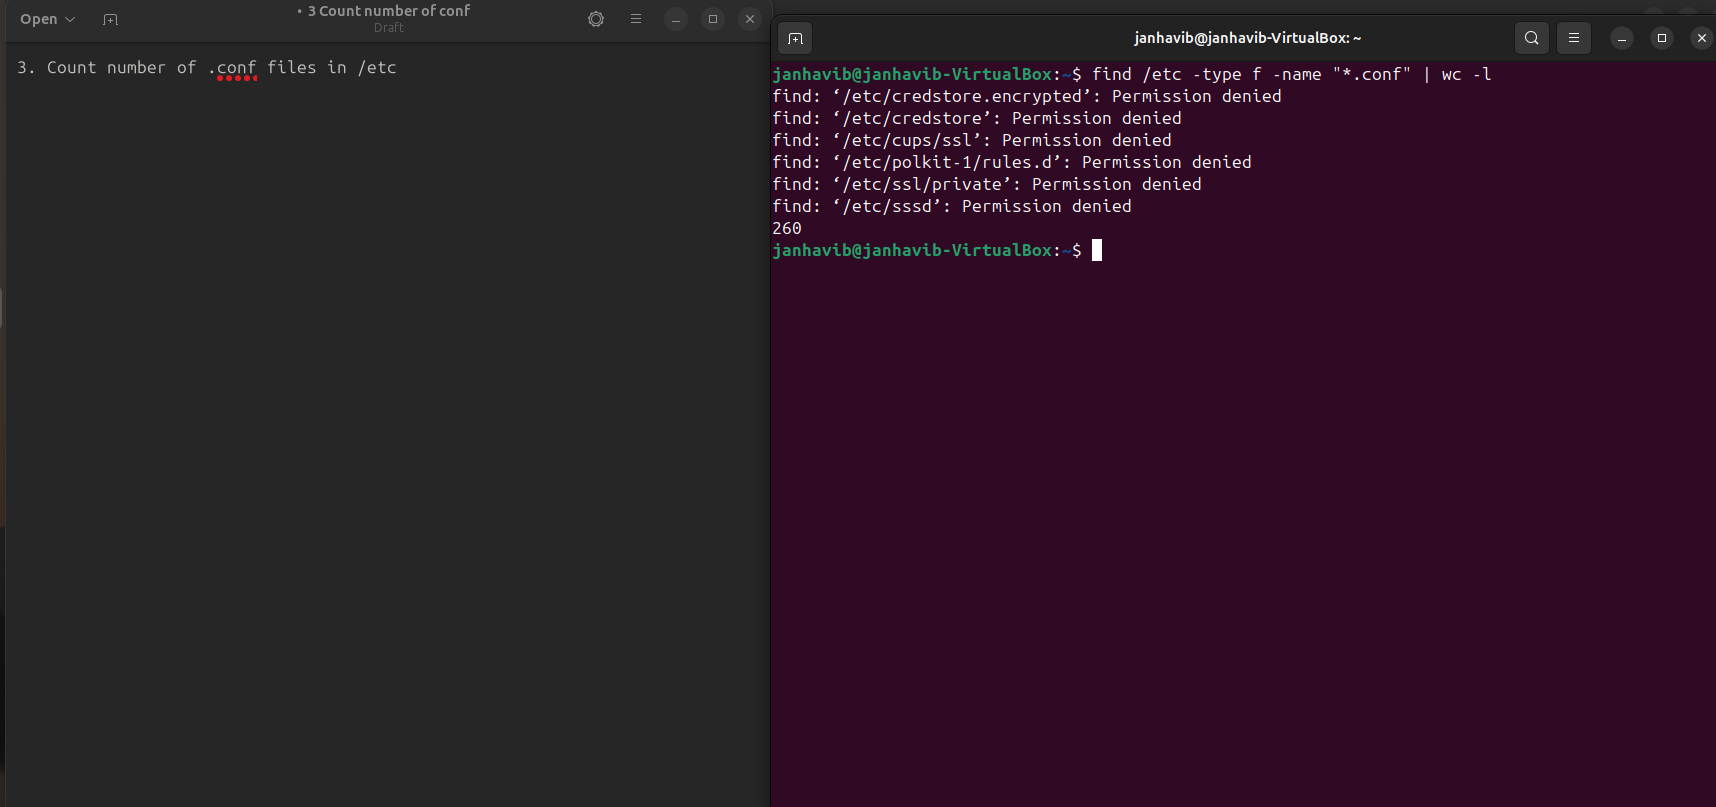 Open
• 3 Count number of conf
Draft
3. Count number of .conf files in /etc
janhavib@janhavib-VirtualBox: ~
janhavib@janhavib-VirtualBox:~$ find /etc -type f -name "*.conf" | wc -l
find: ‘/etc/credstore.encrypted’: Permission denied
find: ‘/etc/credstore’: Permission denied
find: ‘/etc/cups/ssl’: Permission denied
find: ‘/etc/polkit-1/rules.d’: Permission denied
find: ‘/etc/ssl/private’: Permission denied
find: ‘/etc/sssd’: Permission denied
260
janhavib@janhavib-VirtualBox:~$